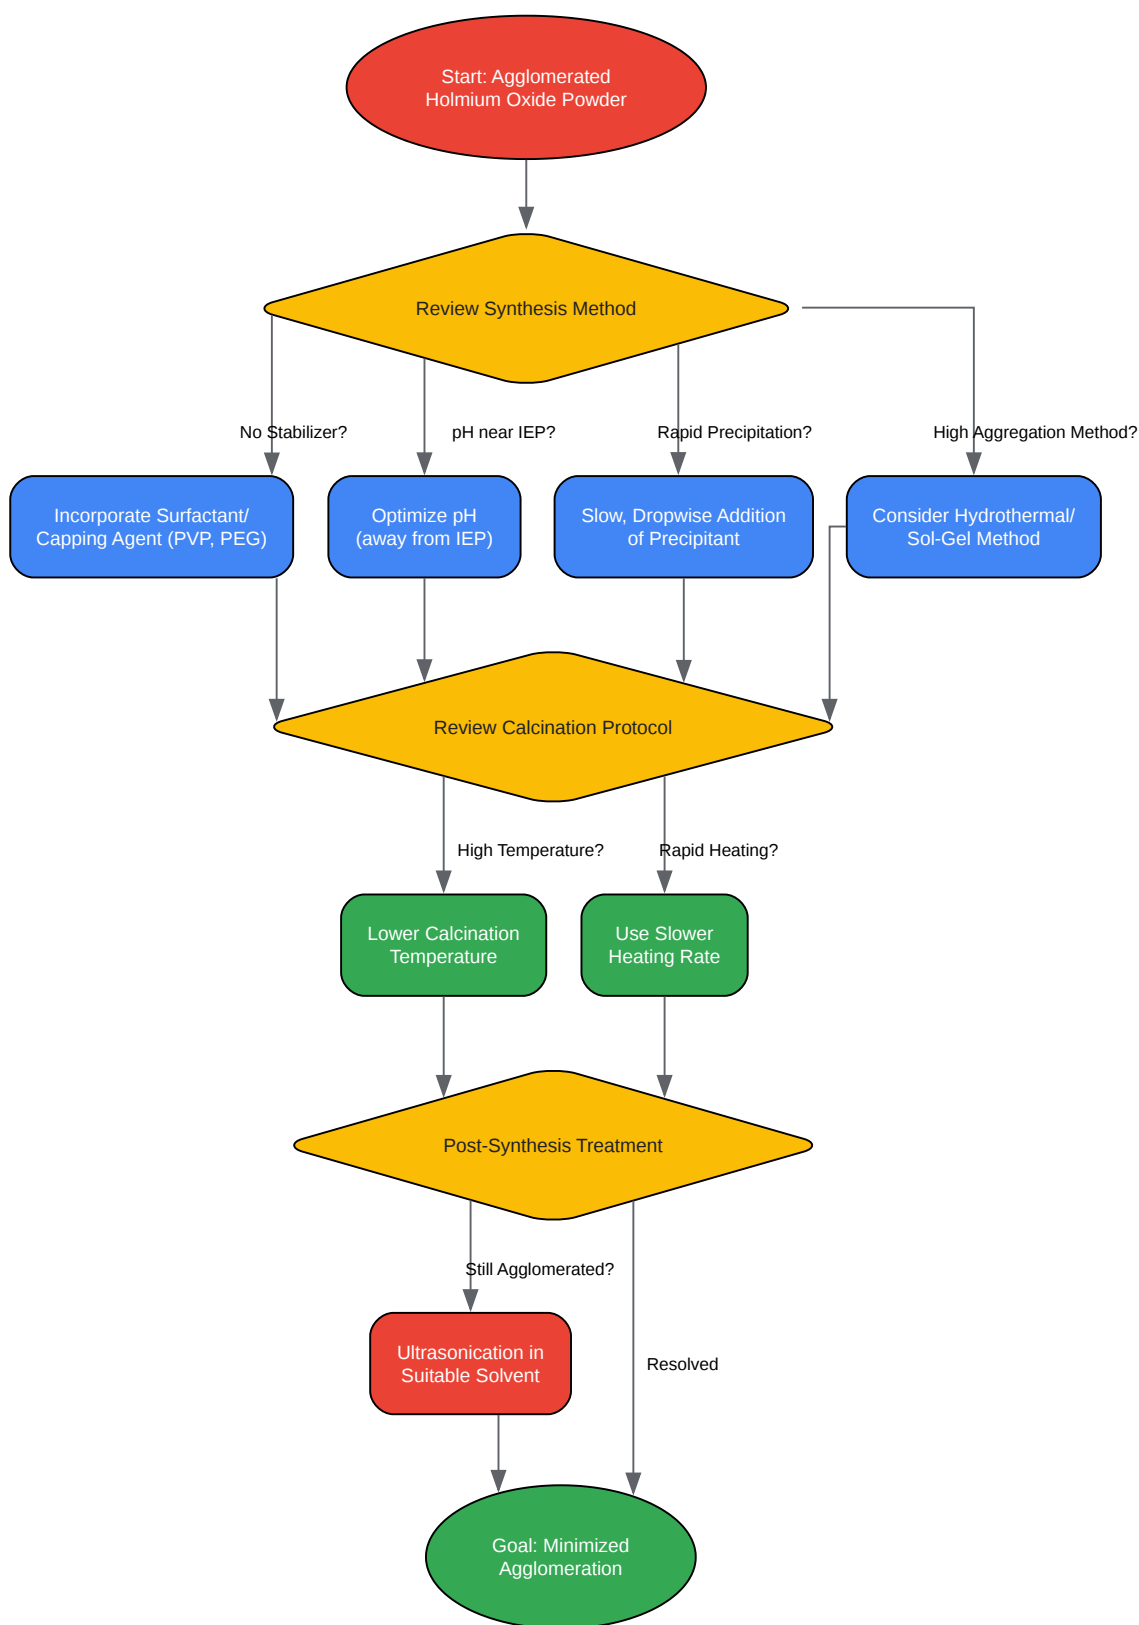 Start: Agglomerated
Holmium Oxide Powder
Review Synthesis Method
No Stabilizer?
pH near IEP?
Rapid Precipitation?
High Aggregation Method?
Incorporate Surfactant/
Capping Agent (PVP, PEG)
Optimize pH
(away from IEP)
Slow, Dropwise Addition
of Precipitant
Consider Hydrothermal/
Sol-Gel Method
Review Calcination Protocol
High Temperature?
Rapid Heating?
Lower Calcination
Temperature
Use Slower
Heating Rate
Post-Synthesis Treatment
Still Agglomerated?
Ultrasonication in
Suitable Solvent
Resolved
Goal: Minimized
Agglomeration